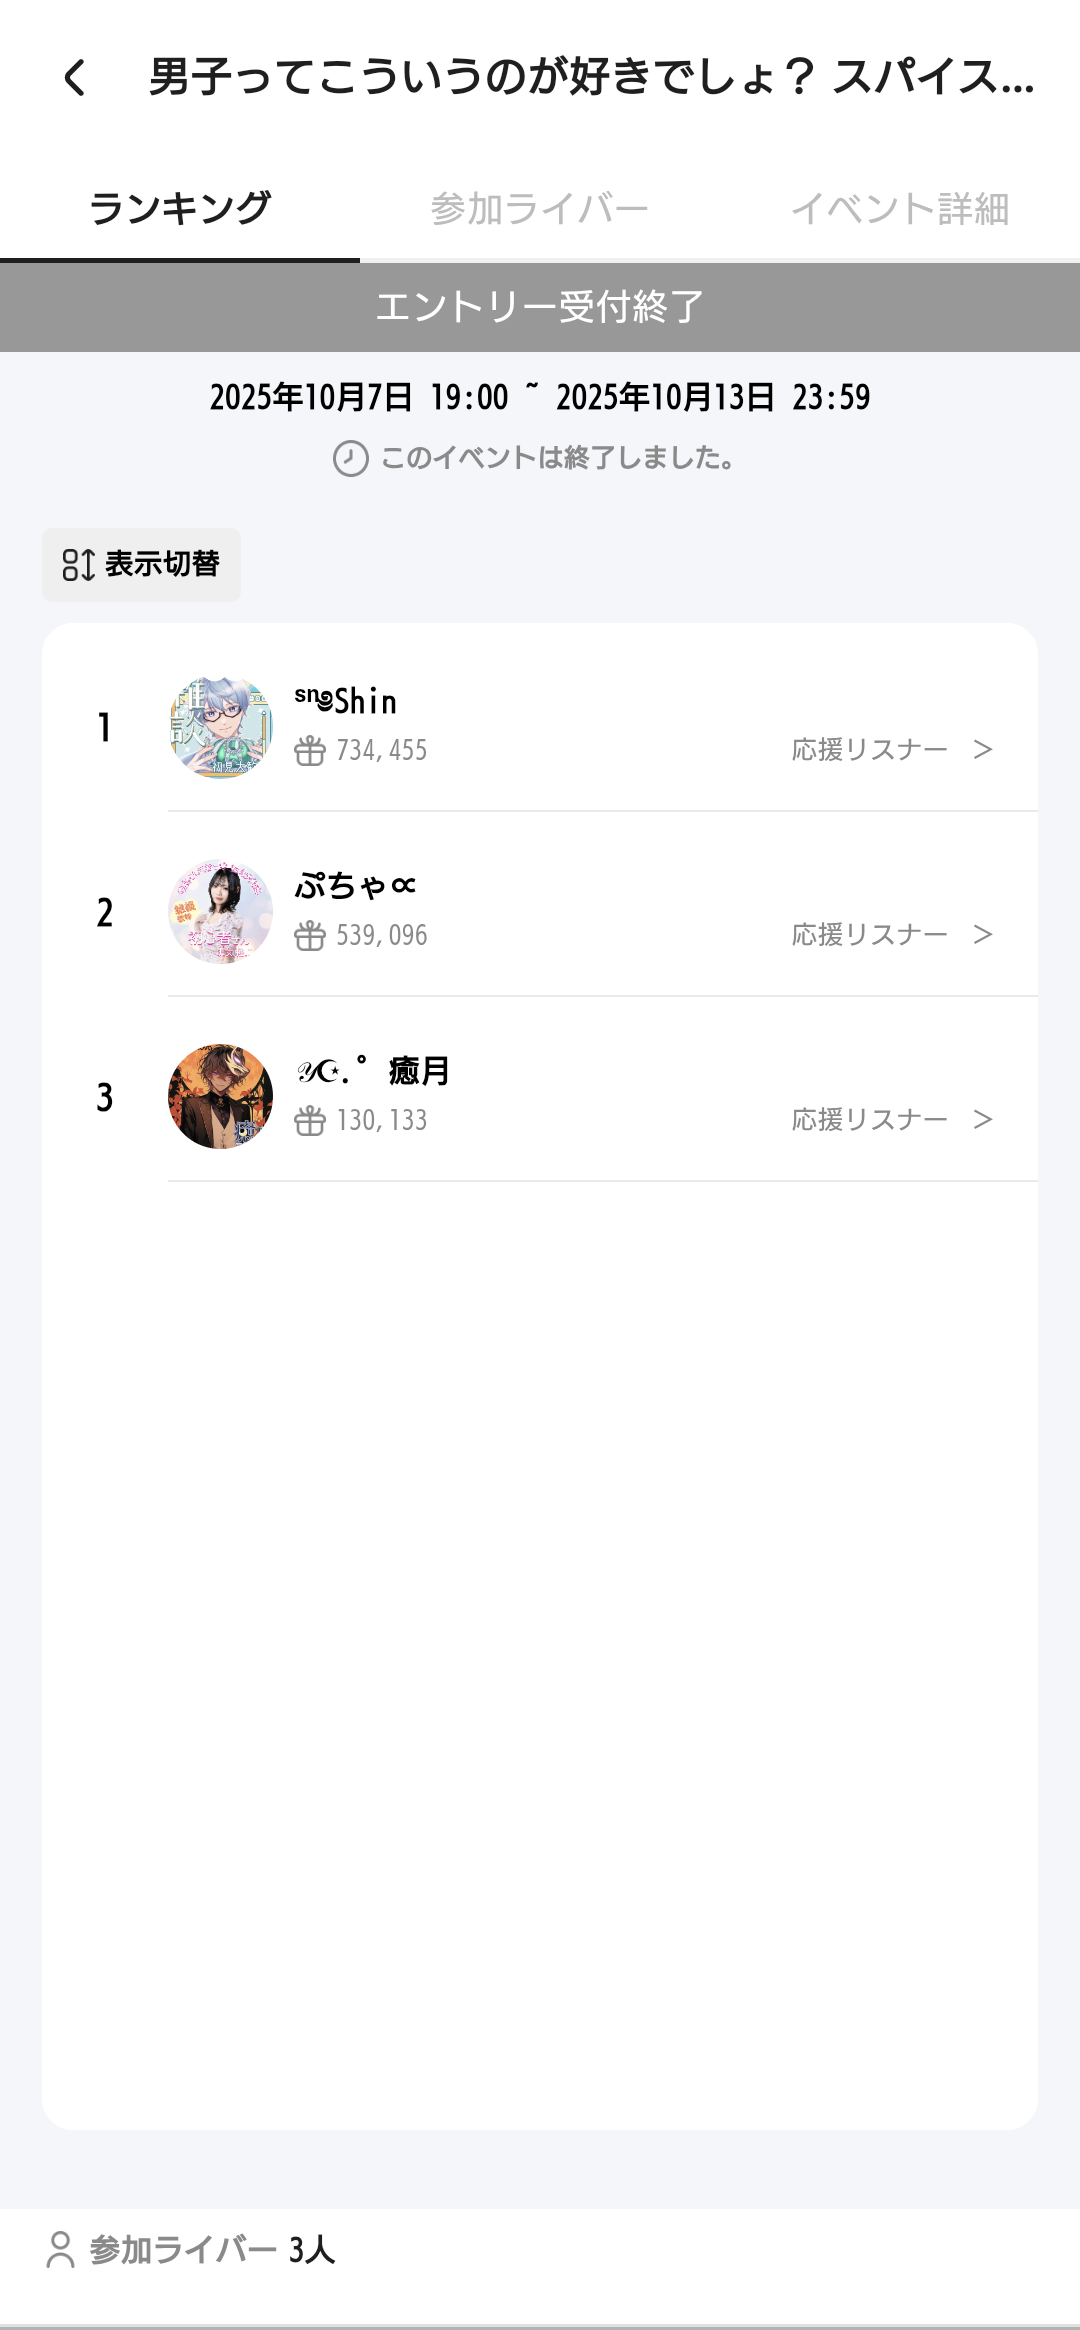 男子ってこういうのが好きでしょ？ スパイス...
ランキング
参加ライバー
イベント詳細
エントリー受付終了
2025年10月7日 19:00 ~ 2025年10月13日 23:59
このイベントは終了しました。
表示切替
1
雑談
ˢⁿᵍShin
734,455
応援リスナー >
2
ぷちゃ∝
539,096
応援リスナー >
3
𝒴☪.ﾟ 癒月
130,133
応援リスナー >
参加ライバー 3人